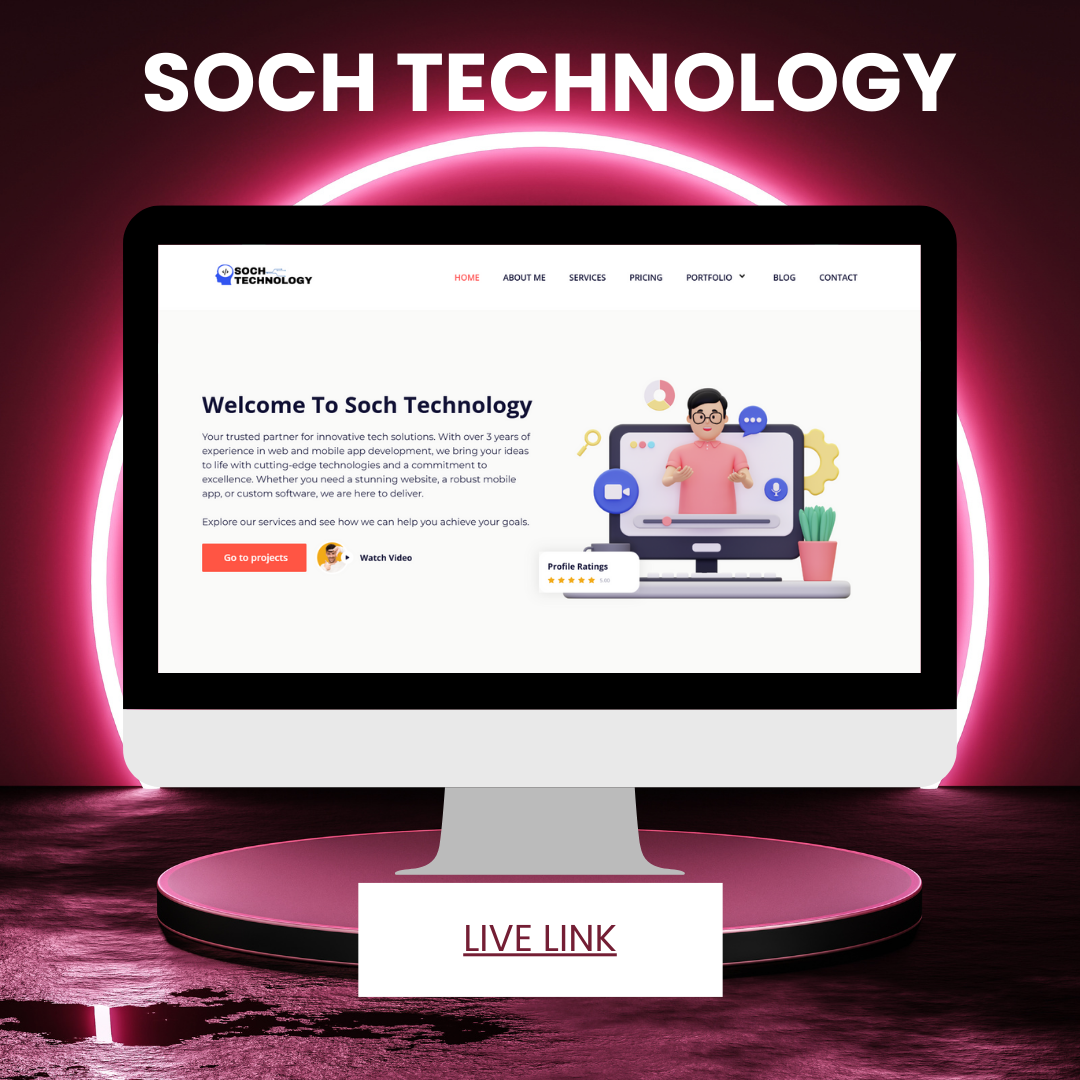 SOCH TECHNOLOGY
SOCH
TECHNOLOGY
HOME ABOUT ME SERVICES PRICING PORTFOLIO BLOG CONTACT
Welcome To Soch Technology
Your trusted partner for innovative tech solutions. With over 3 years of
experience in web and mobile app development, we bring your ideas
to life with cutting-edge technologies and a commitment to
excellence. Whether you need a stunning website, a robust mobile
app, or custom software, we are here to deliver.
Explore our services and see how we can help you achieve your goals.
Go to projects
Watch Video
Profile Ratings
LIVE LINK